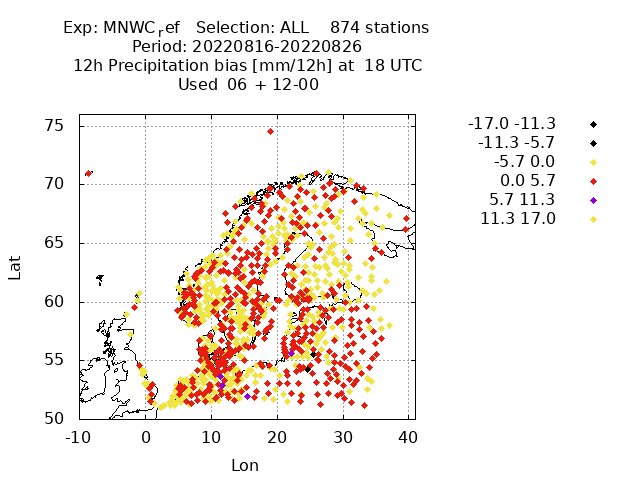 Exp: MNWCref Selection: ALL 874 stations
Period: 20220816-20220826
12h Precipitation bias [mm/12h] at 18 UTC
Used 06 + 12-00
-17.0 -11.3
-11.3 -5.7
-5.7 0.0
0.0 5.7
5.7 11.3
11.3 17.0
75
70
65
60
55
50
Lat
-10 0 10 20 30 40
Lon